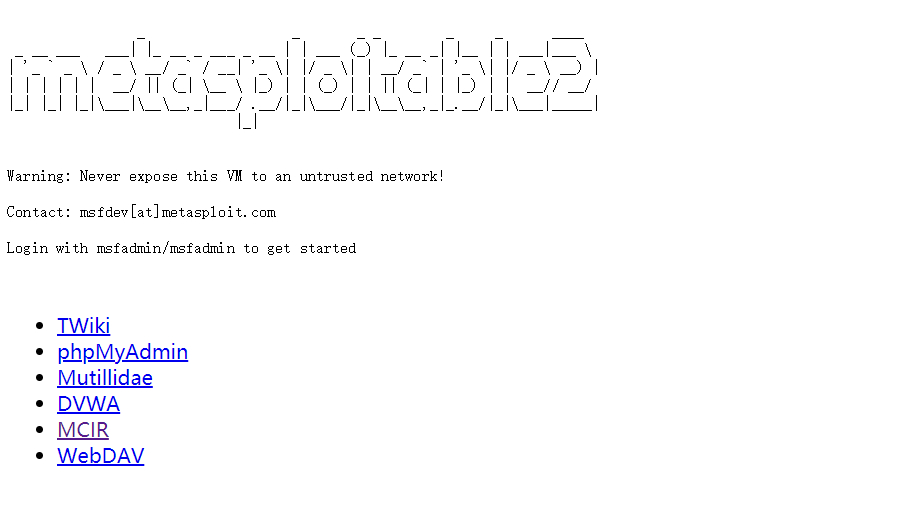 metasploitable2
Warning: Never expose this VM to an untrusted network!
Contact: msfdev[at]metasploit.com
Login with msfadmin/msfadmin to get started
TWiki
phpMyAdmin
Mutillidae
DVWA
MCIR
WebDAV